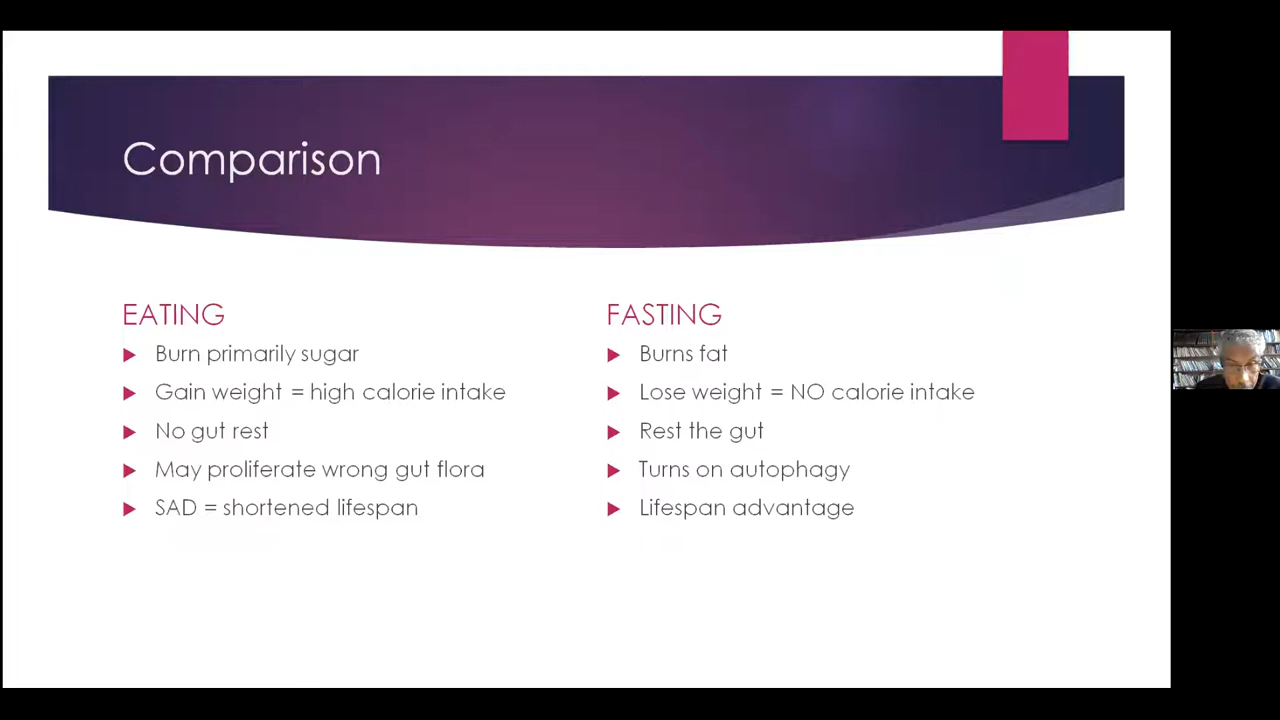 Comparison
EATING
Burn primarily sugar
Gain weight = high calorie intake
No gut rest
May proliferate wrong gut flora
SAD = shortened lifespan
FASTING
Burns fat
Lose weight = NO calorie intake
Rest the gut
Turns on autophagy
Lifespan advantage